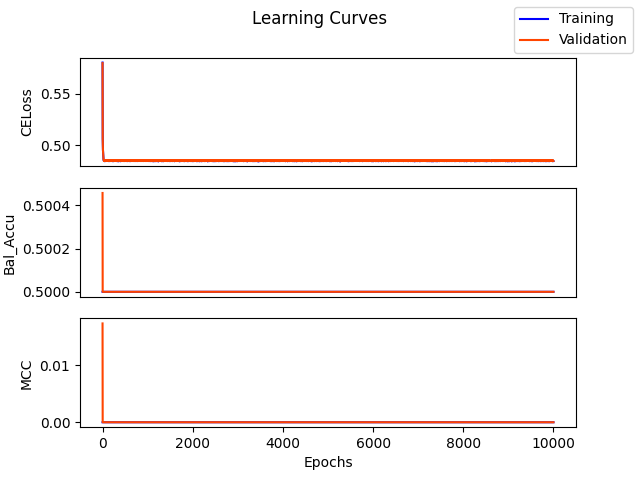 Learning Curves
Training
Validation
0.55
0.50
CELoss
0.5004
0.5002
0.5000
Bal_Accu
0.01
0.00
MCC
0 2000 4000 6000 8000 10000
Epochs